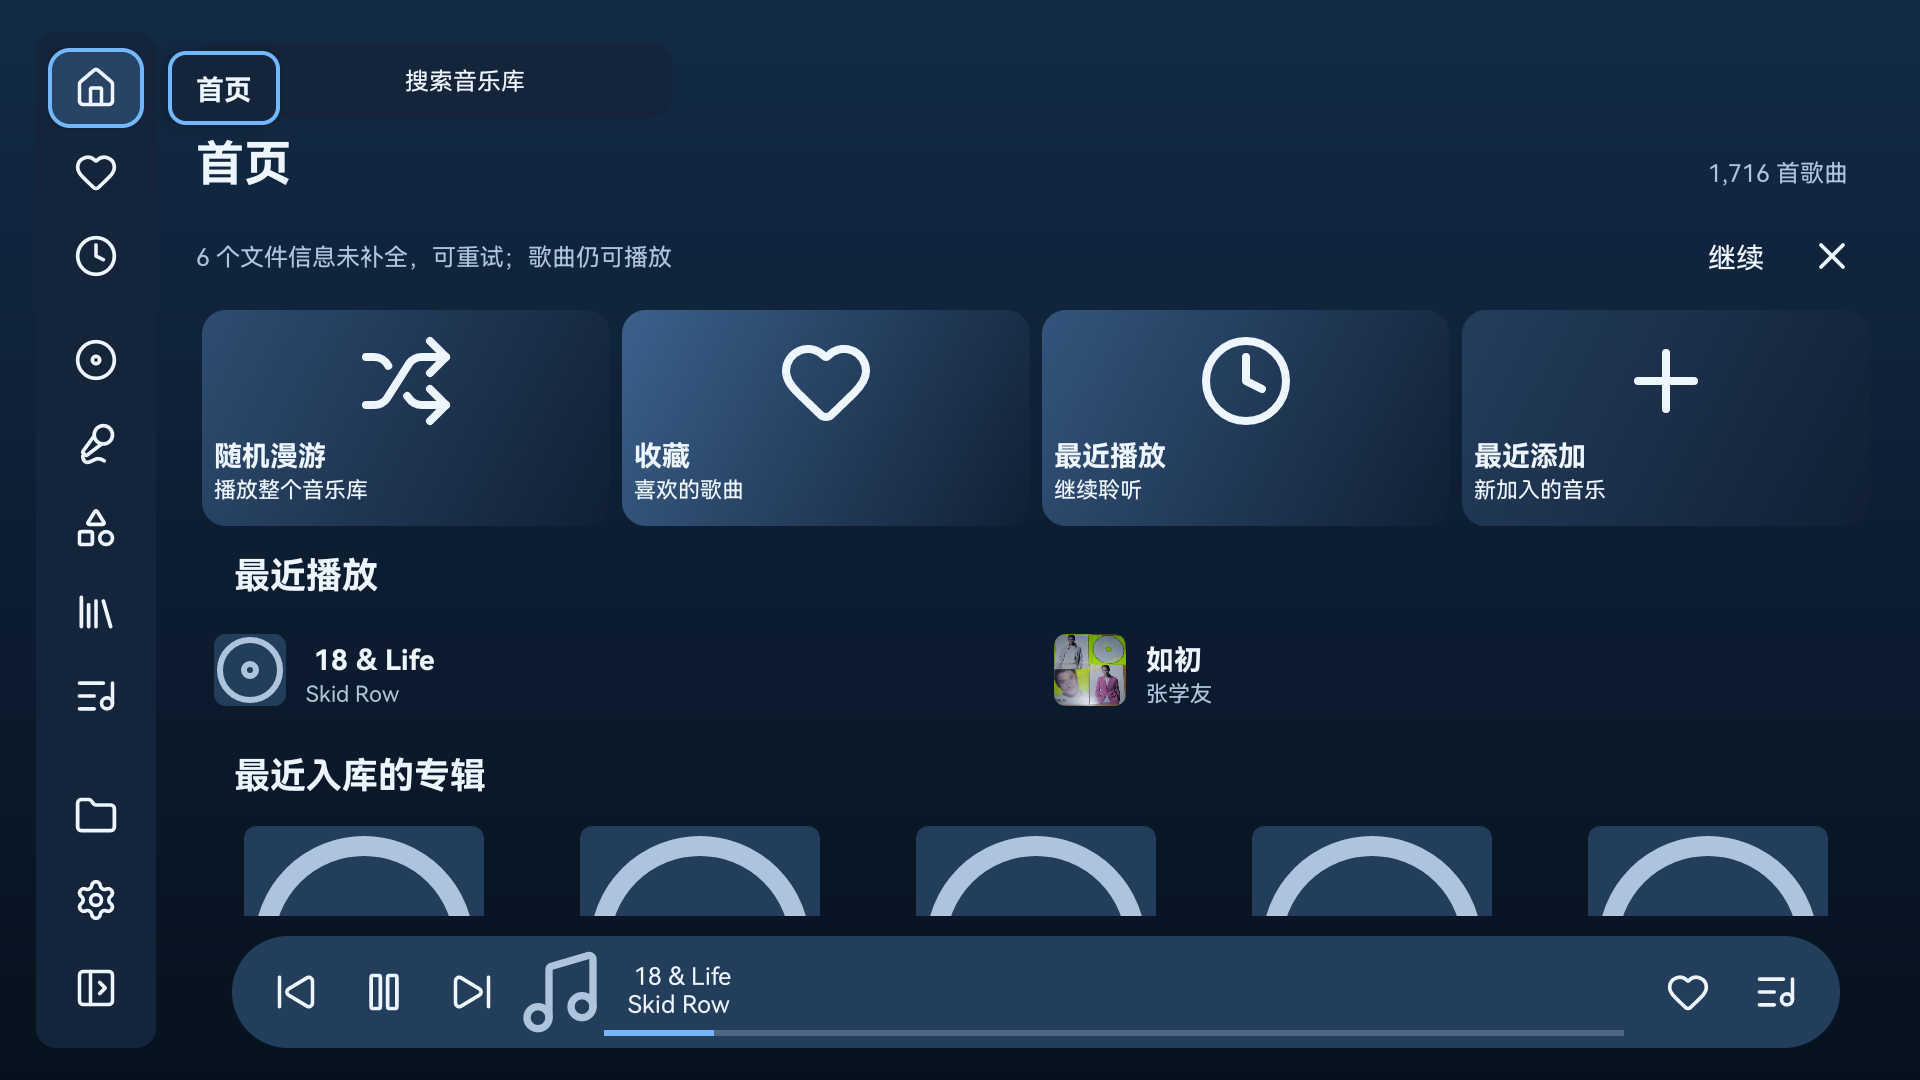 首页
搜索音乐库
首页
1,716 首歌曲
6 个文件信息未补全，可重试；歌曲仍可播放
继续
随机漫游
播放整个音乐库
收藏
喜欢的歌曲
最近播放
继续聆听
最近添加
新加入的音乐
最近播放
18 & Life
Skid Row
如初
张学友
最近入库的专辑
18 & Life
Skid Row